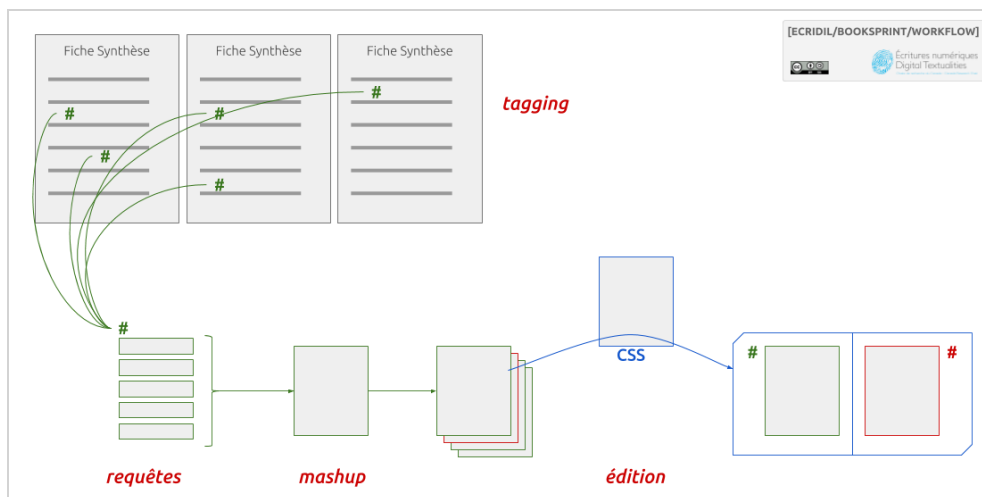 [ECRIDIL/BOOKSPRINT/WORKFLOW]
Écritures numériques
Digital Textualities
Fiche Synthèse
Fiche Synthèse
Fiche Synthèse
#
tagging
#
#
#
#
#
CSS
#
#
requêtes
mashup
édition